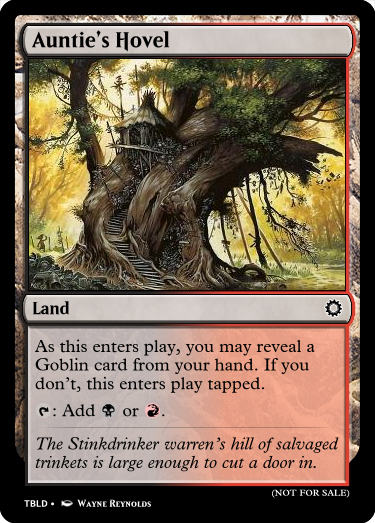 Auntie's Hovel
Land
As this enters play, you may reveal a
Goblin card from your hand. If you
don't, this enters play tapped.
: Add or .
The Stinkdrinker warren's hill of salvaged
trinkets is large enough to cut a door in.
(NOT FOR SALE)
TBLD • Wayne Reynolds